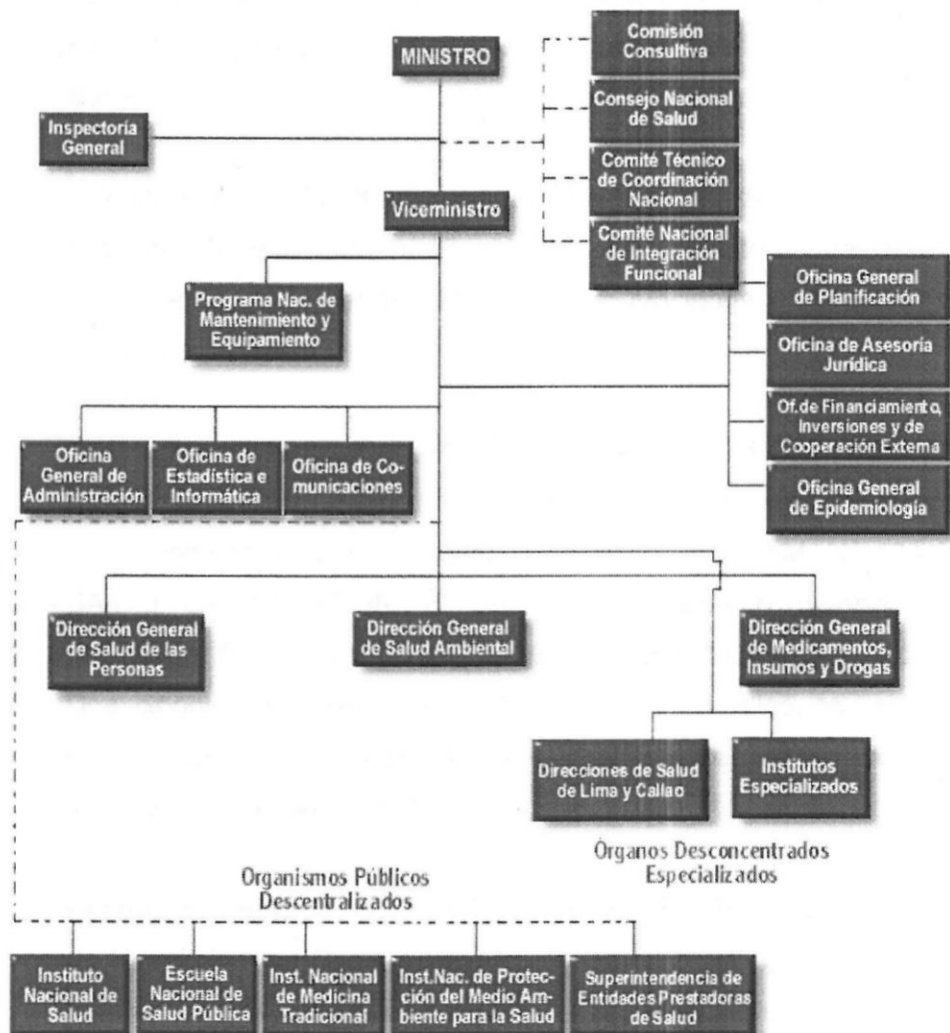 MINISTRO
Comisión
Consultiva
Consejo Nacional
de Salud
Comité Técnico
de Coordinación
Nacional
Comité Nacional
de Integración
Funcional
Inspectoría
General
Viceministro
Programa Nac. de
Mantenimiento y
Equipamiento
Oficina General
de Planificación
Oficina de Asesoría
Jurídica
Of. de Financiamiento,
Inversiones y de
Cooperación Externa
Oficina General
de Epidemiología
Oficina
General de
Administración
Oficina de
Estadística e
Informática
Oficina de Co-
municaciones
Dirección General
de Salud de las
Personas
Dirección General
de Salud Ambiental
Dirección General
de Medicamentos,
Insumos y Drogas
Direcciones de Salud
de Lima y Callao
Institutos
Especializados
Órganos Desconcentrados
Especializados
Organismos Públicos
Descentralizados
Instituto
Nacional de
Salud
Escuela
Nacional de
Salud Pública
Inst. Nacional
de Medicina
Tradicional
Inst.Nac. de Protec-
ción del Medio Am-
biente para la Salud
Superintendencia de
Entidades Prestadoras
de Salud